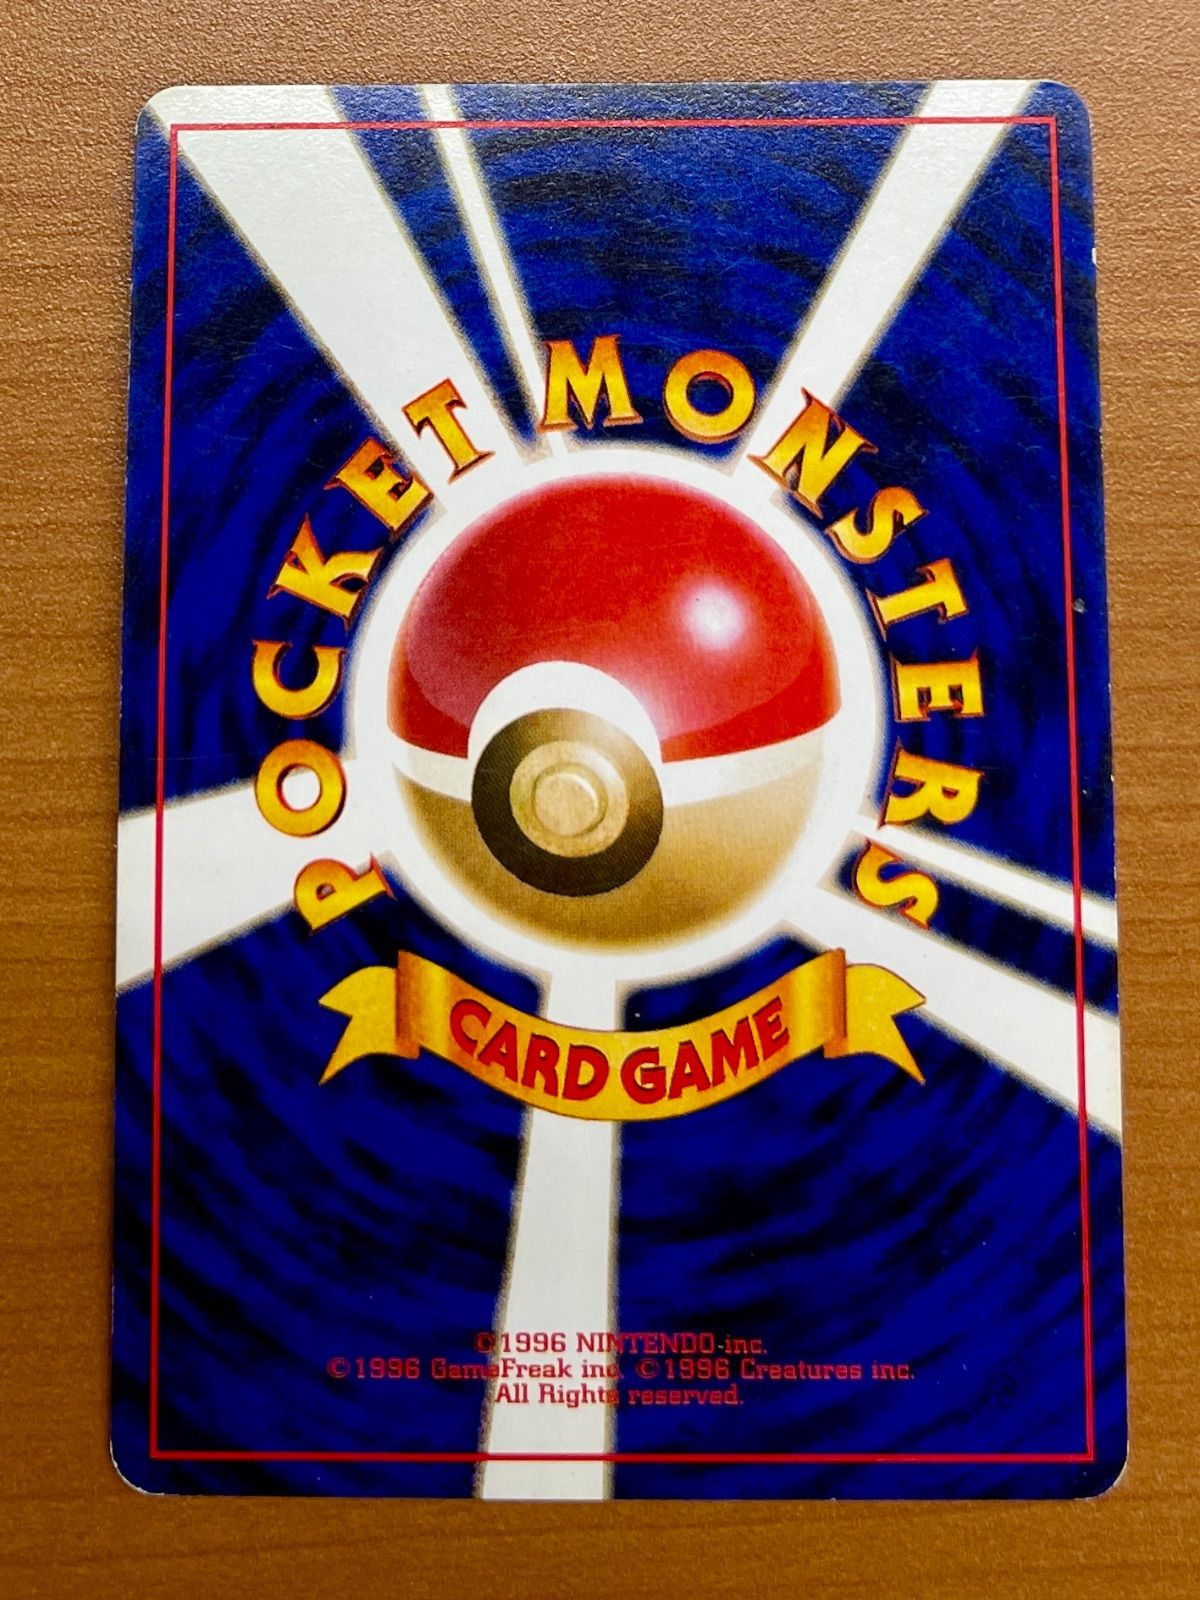 POCKET MONSTERS
CARD GAME
©1996 NINTENDO-inc.
©1996 GameFreak inc. ©1996 Creatures inc.
All Rights reserved.